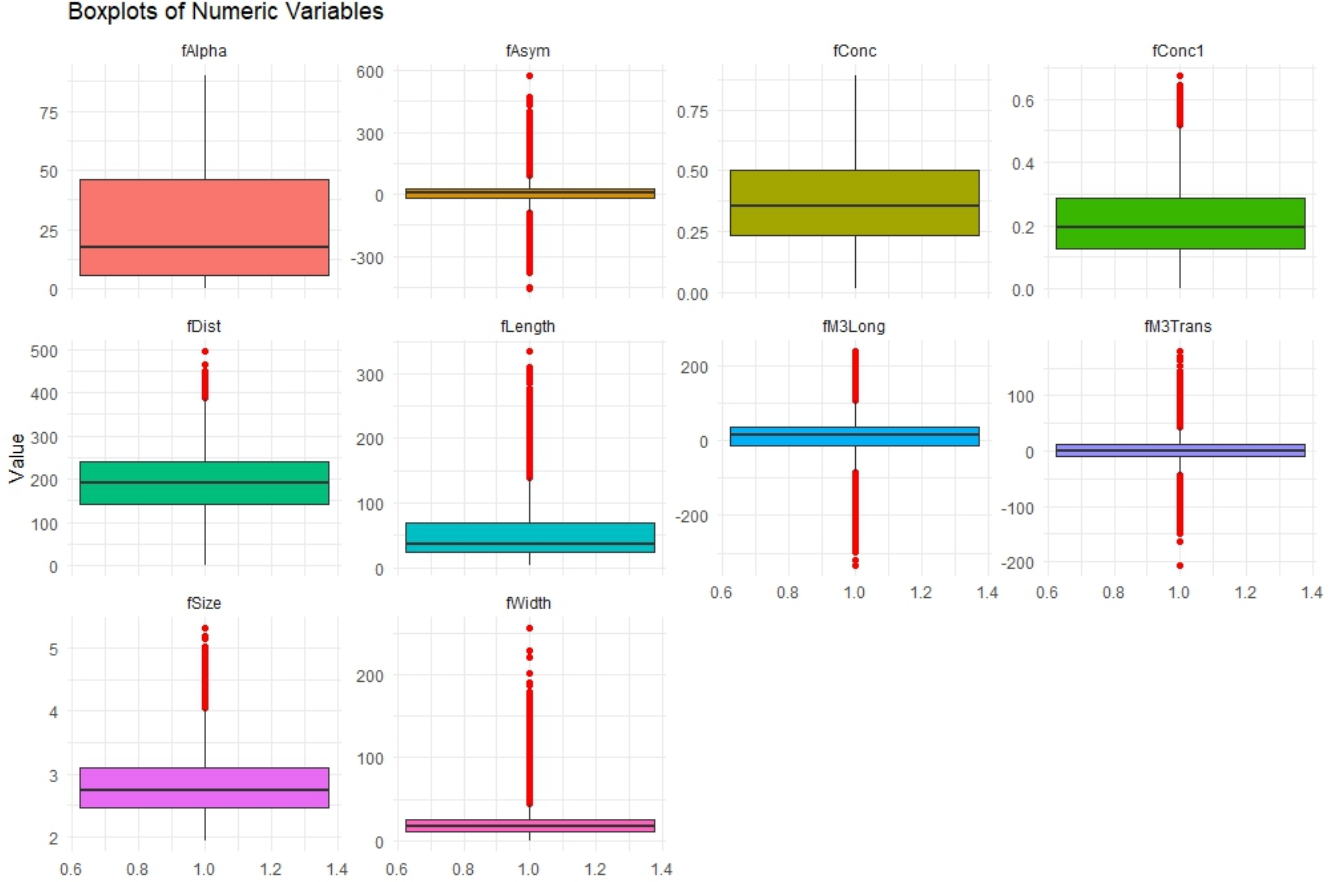 Boxplots of Numeric Variables
fAlpha fAsym fConc fConc1
75 50 25 0
600 300 0 -300
0.75 0.50 0.25 0.00
0.6 0.4 0.2 0.0
fDist fLength fM3Long fM3Trans
500 400 300 200 100 0
300 200 100 0
200 0 -200
100 0 -100 -200
Value
0.6 0.8 1.0 1.2 1.4 0.6 0.8 1.0 1.2 1.4
fSize fWidth
5 4 3 2
200 100 0
0.6 0.8 1.0 1.2 1.4 0.6 0.8 1.0 1.2 1.4